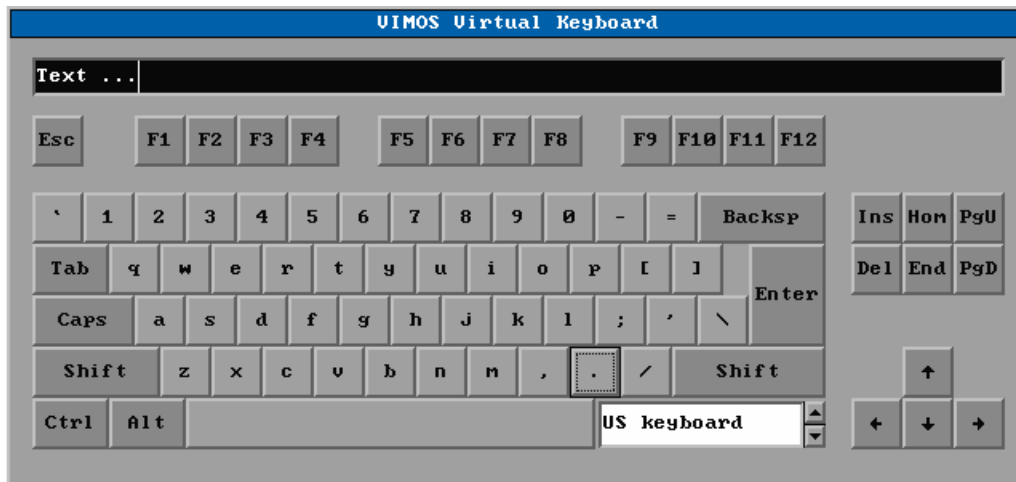 VIMOS Virtual Keyboard
Text ...
Esc F1 F2 F3 F4 F5 F6 F7 F8 F9 F10 F11 F12
` 1 2 3 4 5 6 7 8 9 0 - = Backsp Ins Hom PgU
Tab q w e r t y u i o p [ ] Enter Del End PgD
Caps a s d f g h j k l ; ' \
Shift z x c v b n m , . / Shift ↑
Ctrl Alt US keyboard ← ↓ →